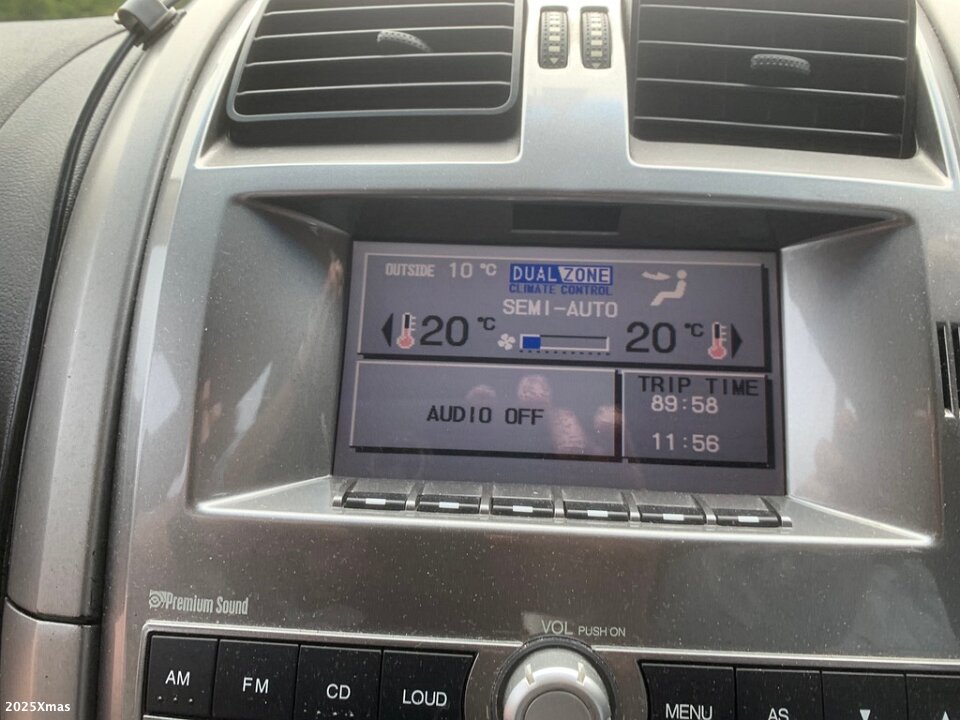 OUTSIDE 10 °C
DUAL ZONE
CLIMATE CONTROL
SEMI-AUTO
20 °C
20 °C
AUDIO OFF
TRIP TIME
89:58
11:56
Premium Sound
VOL PUSH ON
AM
FM
CD
LOUD
MENU
AS
2025Xmas